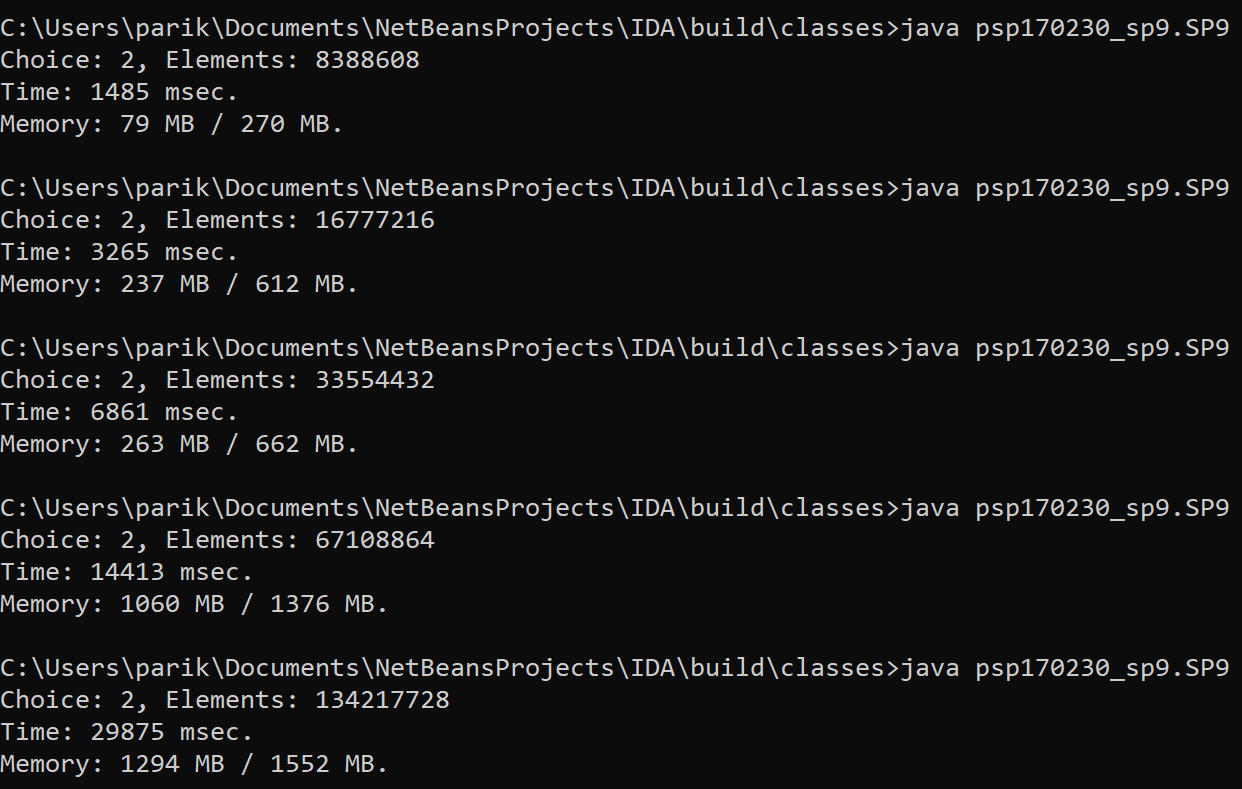 C:\Users\parik\Documents\NetBeansProjects\IDA\build\classes>java psp170230_sp9.SP9
Choice: 2, Elements: 8388608
Time: 1485 msec.
Memory: 79 MB / 270 MB.
C:\Users\parik\Documents\NetBeansProjects\IDA\build\classes>java psp170230_sp9.SP9
Choice: 2, Elements: 16777216
Time: 3265 msec.
Memory: 237 MB / 612 MB.
C:\Users\parik\Documents\NetBeansProjects\IDA\build\classes>java psp170230_sp9.SP9
Choice: 2, Elements: 33554432
Time: 6861 msec.
Memory: 263 MB / 662 MB.
C:\Users\parik\Documents\NetBeansProjects\IDA\build\classes>java psp170230_sp9.SP9
Choice: 2, Elements: 67108864
Time: 14413 msec.
Memory: 1060 MB / 1376 MB.
C:\Users\parik\Documents\NetBeansProjects\IDA\build\classes>java psp170230_sp9.SP9
Choice: 2, Elements: 134217728
Time: 29875 msec.
Memory: 1294 MB / 1552 MB.